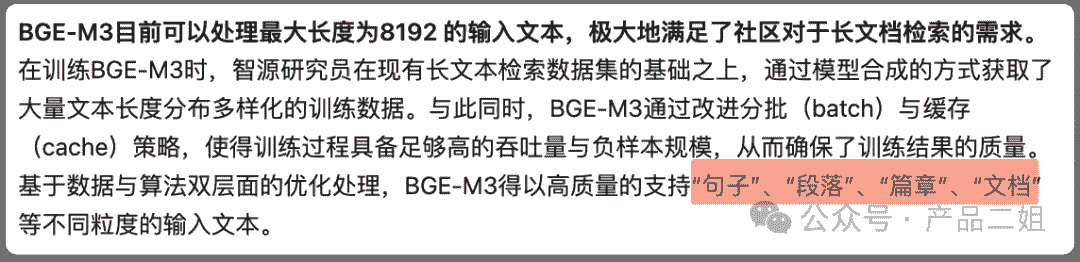 BGE-M3目前可以处理最大长度为8192 的输入文本，极大地满足了社区对于长文档检索的需求。
在训练BGE-M3时，智源研究员在现有长文本检索数据集的基础之上，通过模型合成的方式获取了
大量文本长度分布多样化的训练数据。与此同时，BGE-M3通过改进分批（batch）与缓存
（cache）策略，使得训练过程具备足够高的吞吐量与负样本规模，从而确保了训练结果的质量。
基于数据与算法双层面的优化处理，BGE-M3得以高质量的支持“句子”、“段落”、“篇章”、“文档”
等不同粒度的输入文本。
公众号·产品二姐